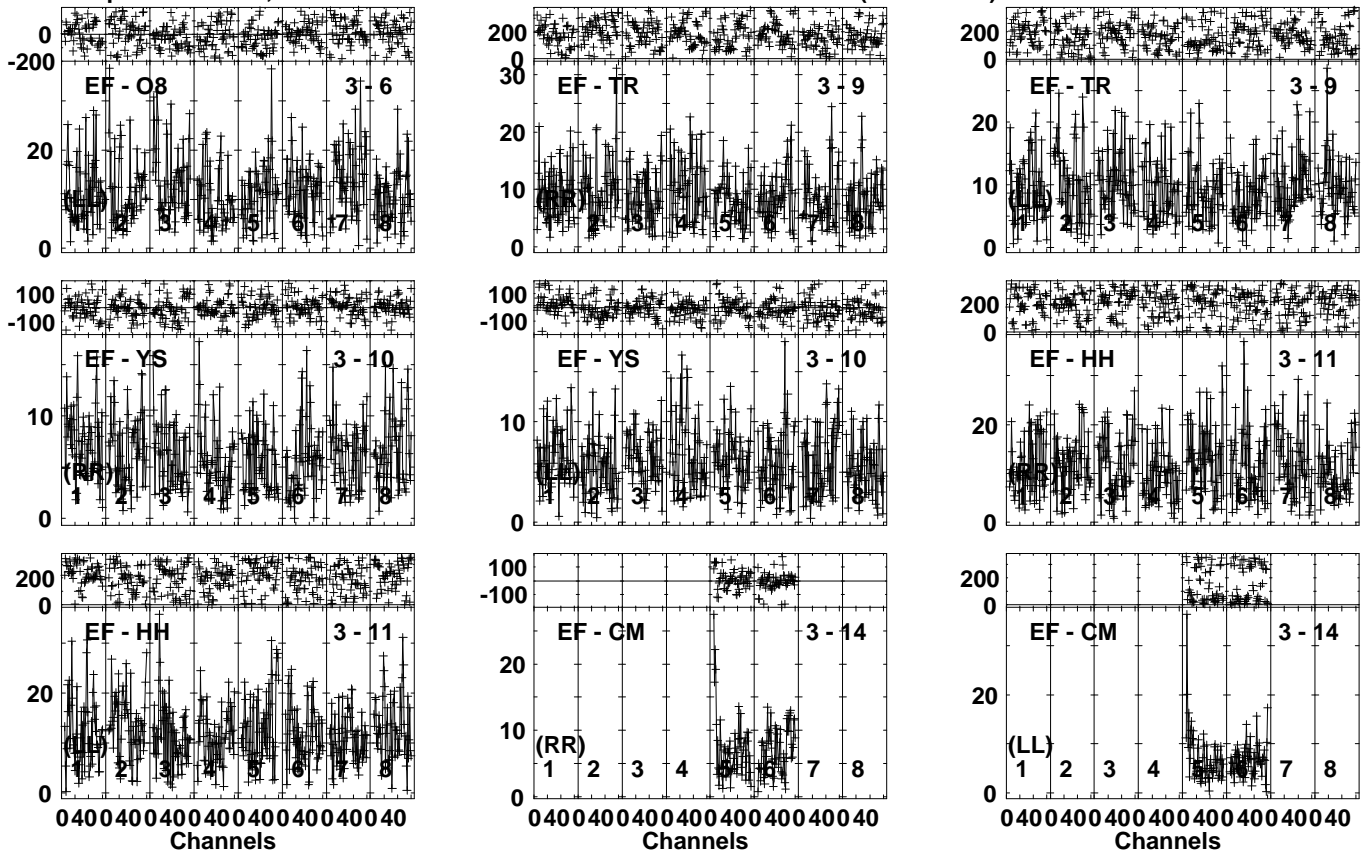 0 200 200
-200 0 0
EF - O8 3 - 6 30 EF - TR 3 - 9 EF - TR 3 - 9
20 20 20
10 10
(LL) (RR) (LL)
1 2 3 4 5 6 7 8 1 2 3 4 5 6 7 8 1 2 3 4 5 6 7 8
0 0 0
100 100 200
-100 -100 0
EF - YS 3 - 10 EF - YS 3 - 10 EF - HH 3 - 11
10 10 20
(RR) (LL) (RR)
1 2 3 4 5 6 7 8 1 2 3 4 5 6 7 8 1 2 3 4 5 6 7 8
0 0 0
200 100 200
0 -100 0
EF - HH 3 - 11 EF - CM 3 - 14 EF - CM 3 - 14
20 20 20
10
(LL) (RR) (LL)
1 2 3 4 5 6 7 8 1 2 3 4 5 6 7 8 1 2 3 4 5 6 7 8
0 0 0
0 40 0 40 0 40 0 40 0 40 0 40 0 40 0 40 0 40 0 40 0 40 0 40 0 40 0 40 0 40 0 40 0 40 0 40 0 40 0 40 0 40 0 40 0 40 0 40
Channels Channels Channels